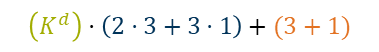 (K^d) · (2 · 3 + 3 · 1) + (3 + 1)